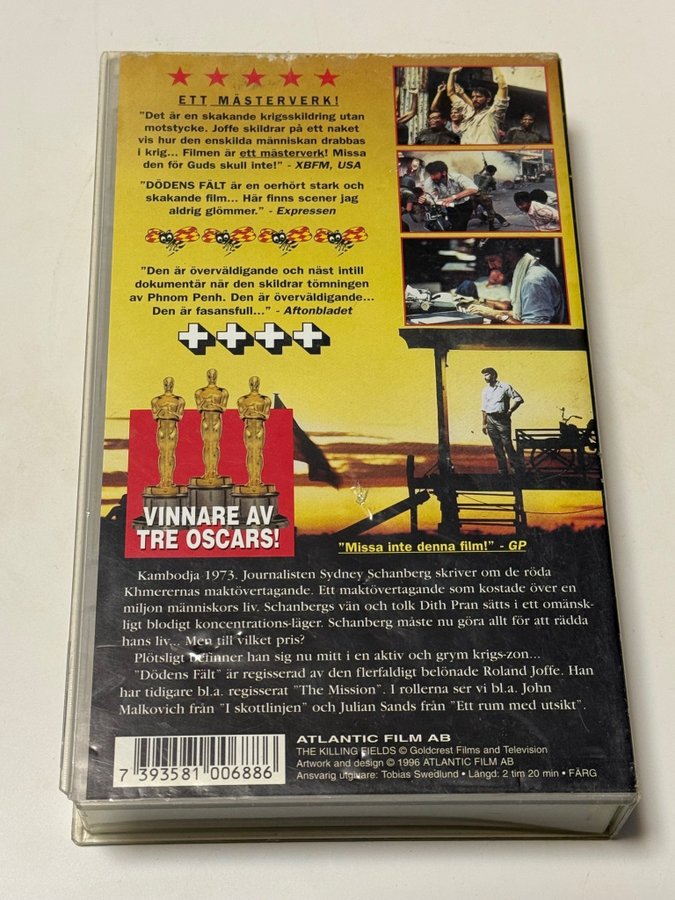 ETT MÄSTERVERK!
"Det är en skakande krigsskildring utan
motstycke. Joffe skildrar på ett naket
vis hur den enskilda människan drabbas
i krig... Filmen är ett mästerverk! Missa
den för Guds skull inte!" - XBFM, USA
"DÖDENS FÄLT är en oerhört stark och
skakande film... Här finns scener jag
aldrig glömmer." - Expressen
"Den är överväldigande och näst intill
dokumentär när den skildrar tömningen
av Phnom Penh. Den är överväldigande...
Den är fasansfull..." - Aftonbladet
VINNARE AV
TRE OSCARS!
"Missa inte denna film!" - GP
Kambodja 1973. Journalisten Sydney Schanberg skriver om de röda
Khmerernas maktövertagande. Ett maktövertagande som kostade över en
miljon människors liv. Schanbergs vän och tolk Dith Pran sätts i ett omänsk-
ligt blodigt koncentrations-läger. Schanberg måste nu göra allt för att rädda
hans liv... Men till vilket pris?
Plötsligt befinner han sig nu mitt i en aktiv och grym krigs-zon...
"Dödens Fält" är regisserad av den flerfaldigt belönade Roland Joffe. Han
har tidigare bl.a. regisserat "The Mission". I rollerna ser vi bl.a. John
Malkovich från "I skottlinjen" och Julian Sands från "Ett rum med utsikt".
ATLANTIC FILM AB
THE KILLING FIELDS © Goldcrest Films and Television
Artwork and design © 1996 ATLANTIC FILM AB
Ansvarig utgivare: Tobias Swedlund • Längd: 2 tim 20 min • FÄRG
7 393581 006886